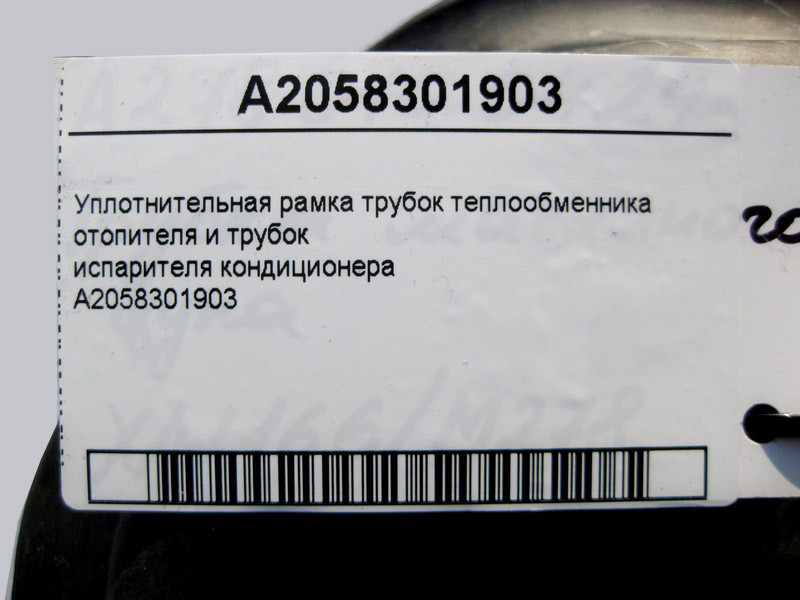 A2058301903
Уплотнительная рамка трубок теплообменника
отопителя и трубок
испарителя кондиционера
A2058301903